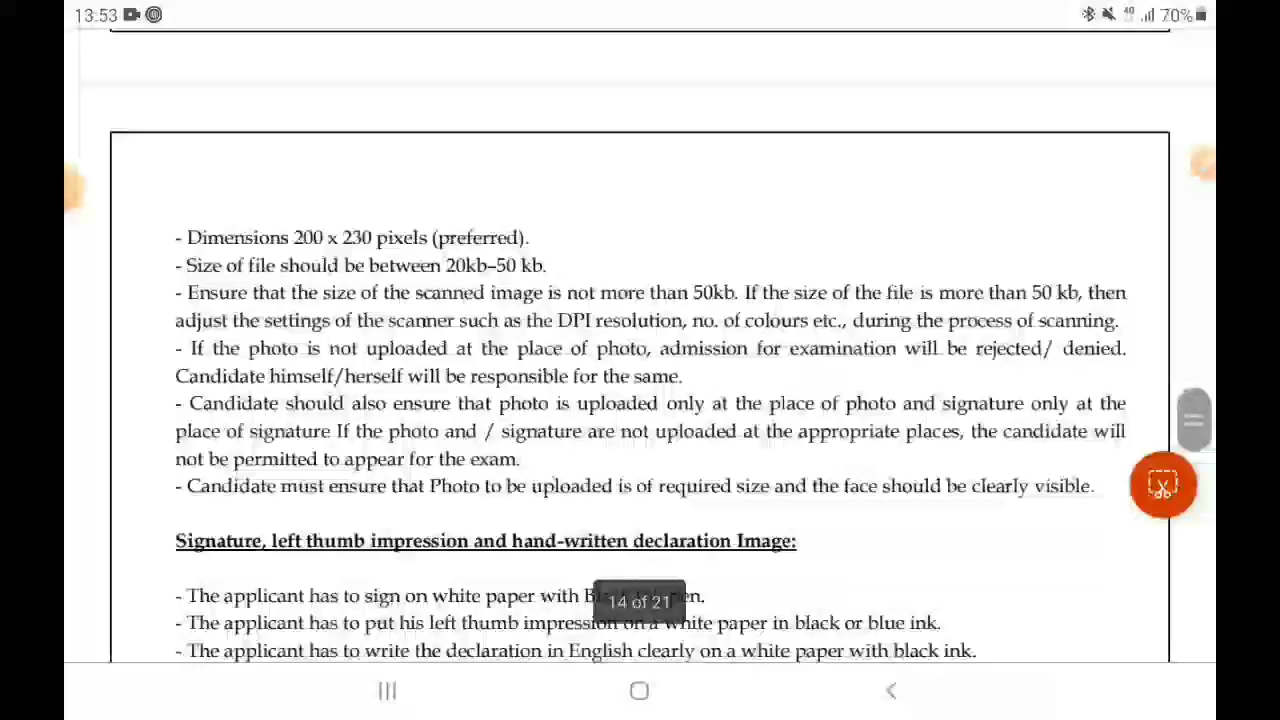 13:53 4G 70%
- Dimensions 200 x 230 pixels (preferred).
- Size of file should be between 20kb–50 kb.
- Ensure that the size of the scanned image is not more than 50kb. If the size of the file is more than 50 kb, then
adjust the settings of the scanner such as the DPI resolution, no. of colours etc., during the process of scanning.
- If the photo is not uploaded at the place of photo, admission for examination will be rejected/ denied.
Candidate himself/herself will be responsible for the same.
- Candidate should also ensure that photo is uploaded only at the place of photo and signature only at the
place of signature If the photo and / signature are not uploaded at the appropriate places, the candidate will
not be permitted to appear for the exam.
- Candidate must ensure that Photo to be uploaded is of required size and the face should be clearly visible.
Signature, left thumb impression and hand-written declaration Image:
- The applicant has to sign on white paper with pen.
14 of 21
- The applicant has to put his left thumb impression on a white paper in black or blue ink.
- The applicant has to write the declaration in English clearly on a white paper with black ink.